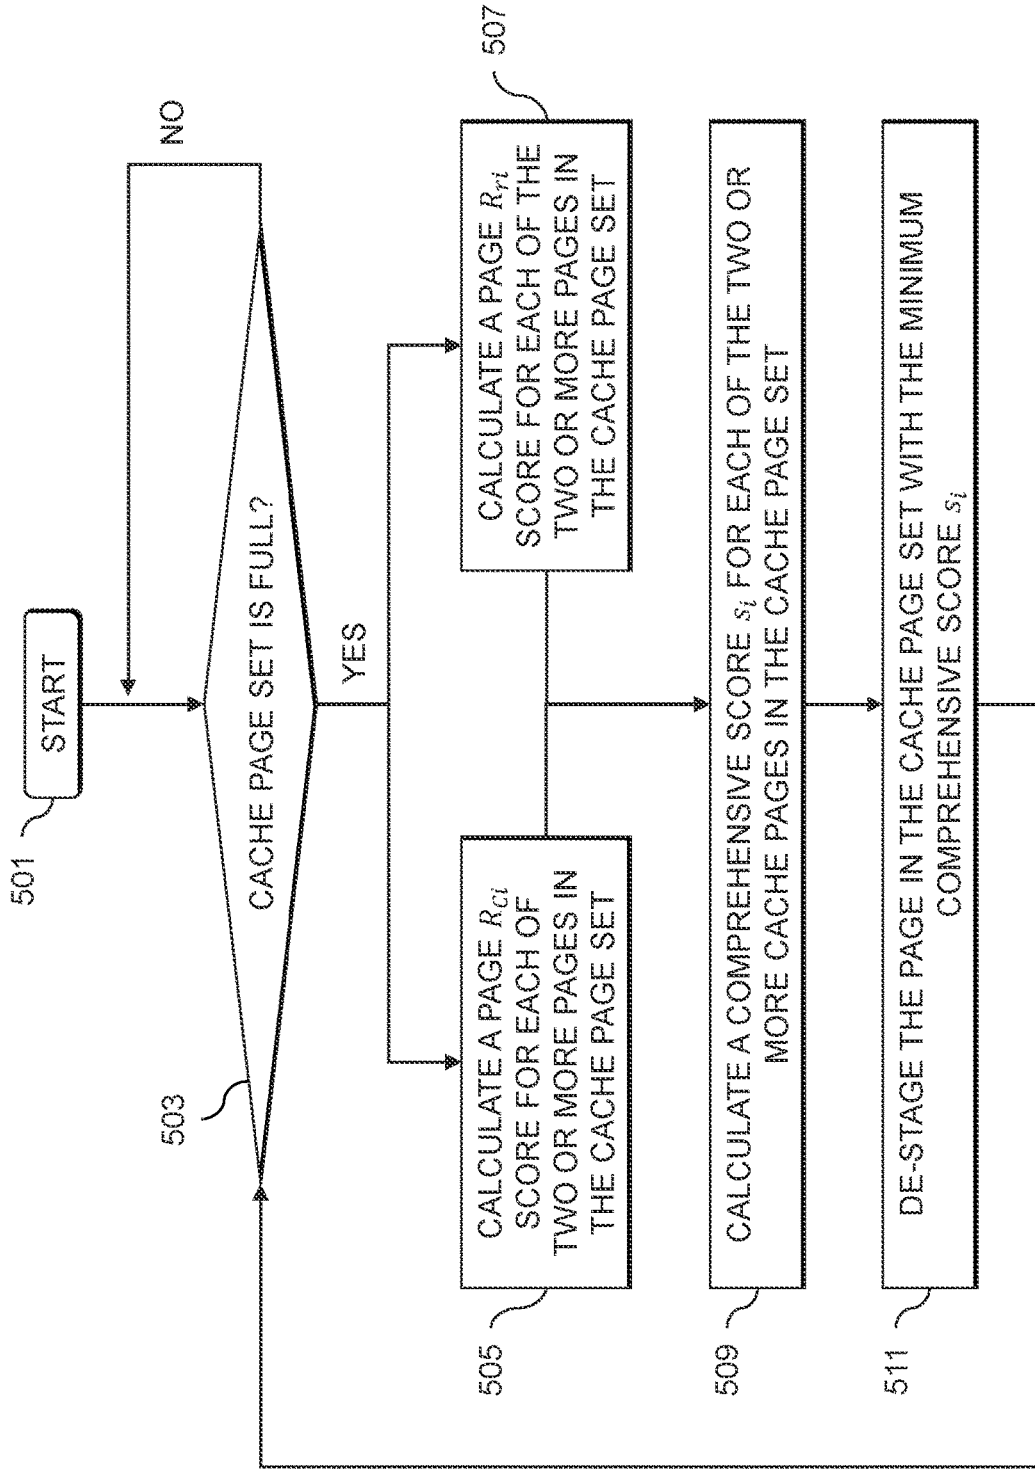 501
START
NO
503
CACHE PAGE SET IS FULL?
YES
505
CALCULATE A PAGE R_{Ci}
SCORE FOR EACH OF
TWO OR MORE PAGES IN
THE CACHE PAGE SET
507
CALCULATE A PAGE R_{ri}
SCORE FOR EACH OF THE
TWO OR MORE PAGES IN
THE CACHE PAGE SET
509
CALCULATE A COMPREHENSIVE SCORE s_i FOR EACH OF THE TWO OR
MORE CACHE PAGES IN THE CACHE PAGE SET
511
DE-STAGE THE PAGE IN THE CACHE PAGE SET WITH THE MINIMUM
COMPREHENSIVE SCORE s_i